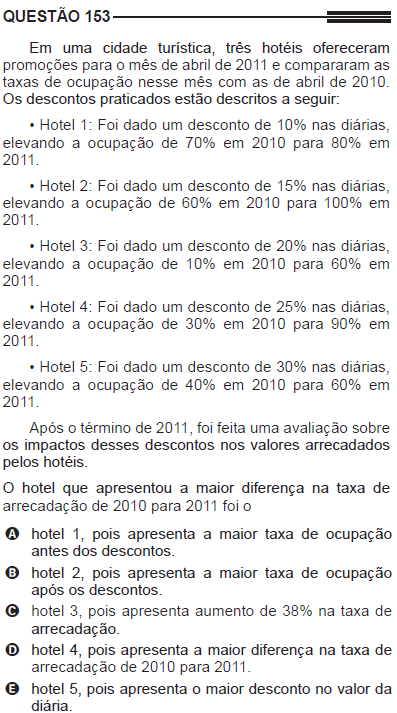 QUESTÃO 153
Em uma cidade turística, três hotéis ofereceram
promoções para o mês de abril de 2011 e compararam as
taxas de ocupação nesse mês com as de abril de 2010.
Os descontos praticados estão descritos a seguir:
• Hotel 1: Foi dado um desconto de 10% nas diárias,
elevando a ocupação de 70% em 2010 para 80% em
2011.
• Hotel 2: Foi dado um desconto de 15% nas diárias,
elevando a ocupação de 60% em 2010 para 100% em
2011.
• Hotel 3: Foi dado um desconto de 20% nas diárias,
elevando a ocupação de 10% em 2010 para 60% em
2011.
• Hotel 4: Foi dado um desconto de 25% nas diárias,
elevando a ocupação de 30% em 2010 para 90% em
2011.
• Hotel 5: Foi dado um desconto de 30% nas diárias,
elevando a ocupação de 40% em 2010 para 60% em
2011.
Após o término de 2011, foi feita uma avaliação sobre
os impactos desses descontos nos valores arrecadados
pelos hotéis.
O hotel que apresentou a maior diferença na taxa de
arrecadação de 2010 para 2011 foi o
A hotel 1, pois apresenta a maior taxa de ocupação
antes dos descontos.
B hotel 2, pois apresenta a maior taxa de ocupação
após os descontos.
C hotel 3, pois apresenta aumento de 38% na taxa de
arrecadação.
D hotel 4, pois apresenta a maior diferença na taxa de
arrecadação de 2010 para 2011.
E hotel 5, pois apresenta o maior desconto no valor da
diária.